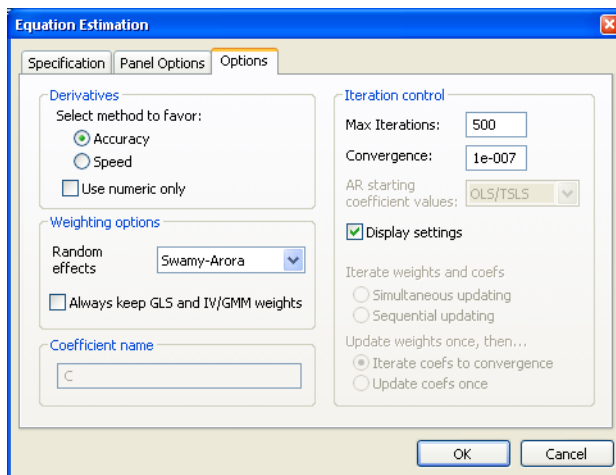 Equation Estimation
Specification
Panel Options
Options
Derivatives
Select method to favor:
Accuracy
Speed
Use numeric only
Weighting options
Random
effects
Swamy-Arora
Always keep GLS and IV/GMM weights
Coefficient name
C
Iteration control
Max Iterations:
500
Convergence:
1e-007
AR starting
coefficient values:
OLS/TSLS
Display settings
Iterate weights and coefs
Simultaneous updating
Sequential updating
Update weights once, then...
Iterate coefs to convergence
Update coefs once
OK
Cancel